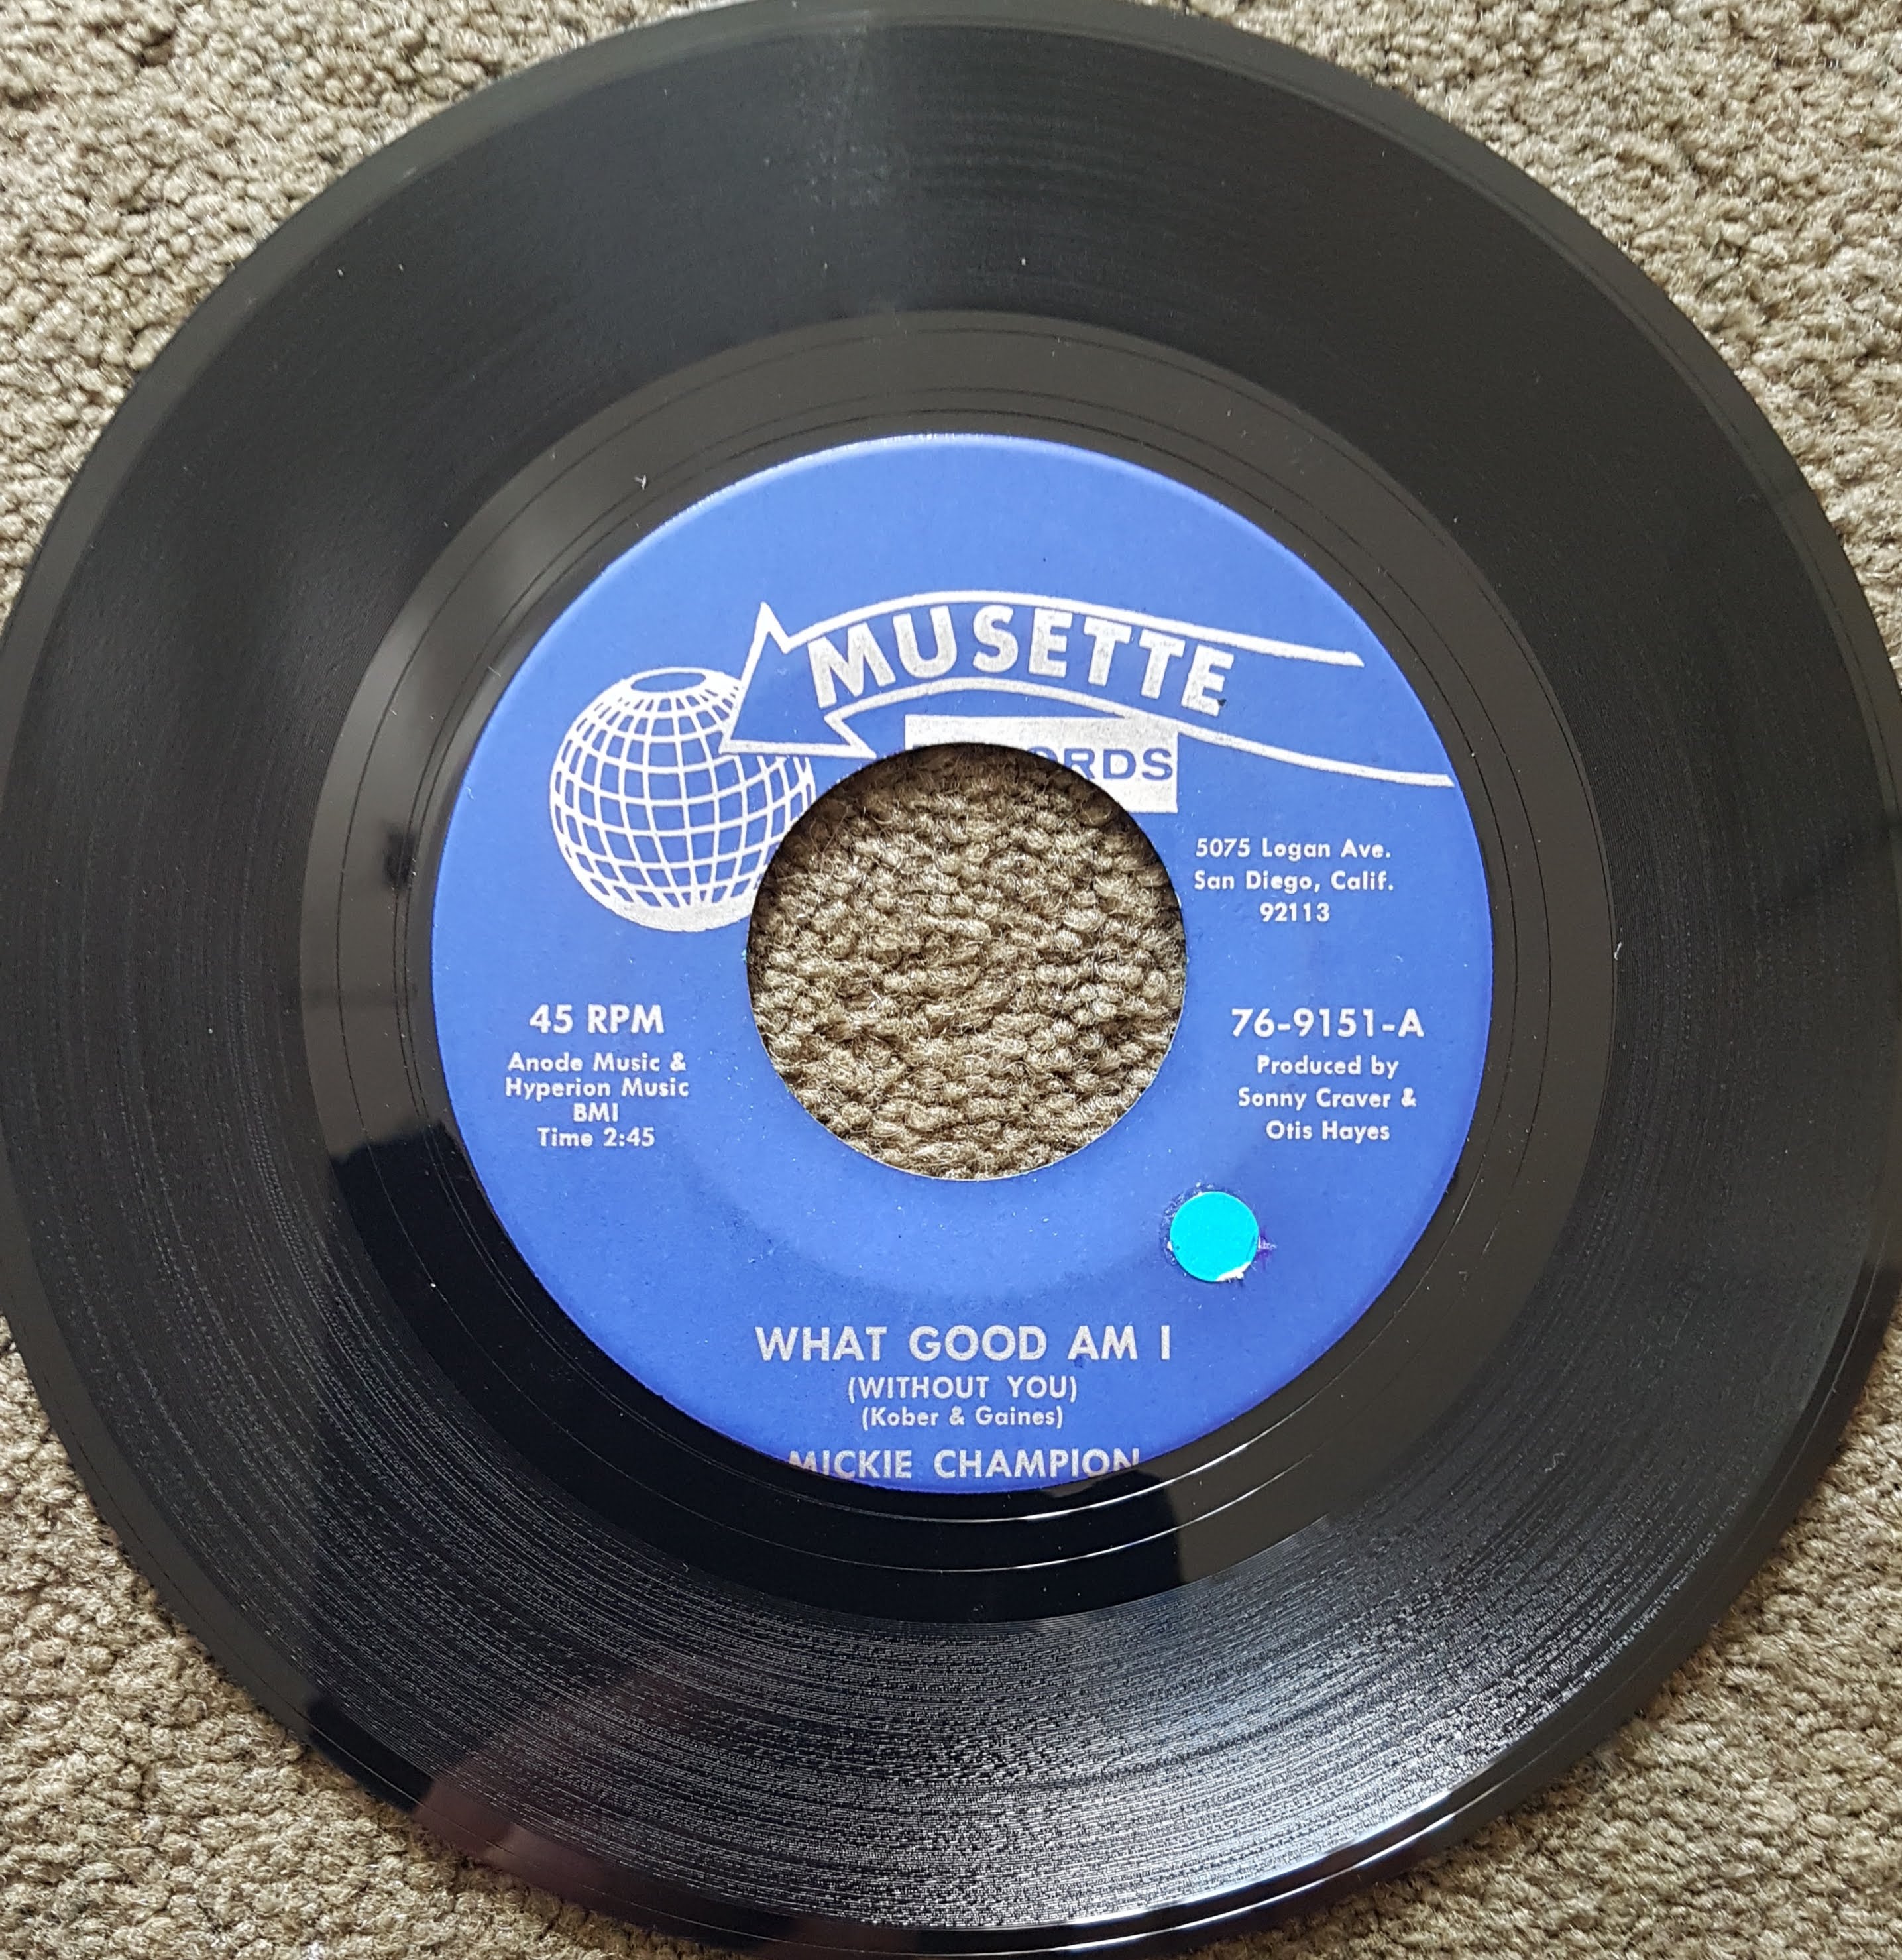 MUSETTE
RECORDS
5075 Logan Ave.
San Diego, Calif.
92113
45 RPM
Anode Music &
Hyperion Music
BMI
Time 2:45
76-9151-A
Produced by
Sonny Craver &
Otis Hayes
WHAT GOOD AM I
(WITHOUT YOU)
(Kober & Gaines)
MICKIE CHAMPION